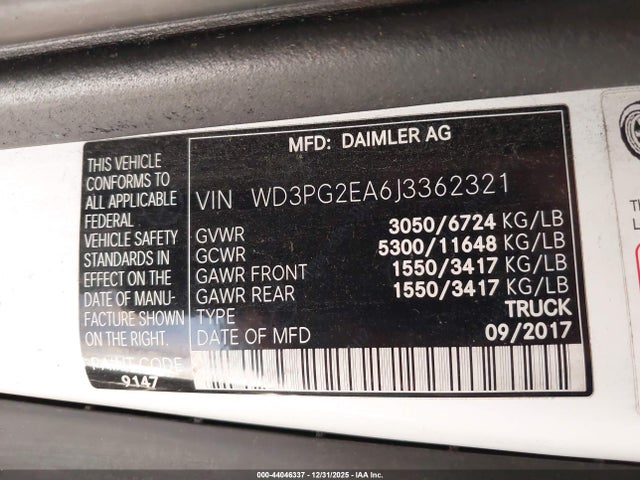 MFD: DAIMLER AG
THIS VEHICLE
CONFORMS TO
ALL APPLICABLE
FEDERAL
VEHICLE SAFETY
STANDARDS IN
EFFECT ON THE
DATE OF MANU-
FACTURE SHOWN
ON THE RIGHT.
PAINT CODE
9147
VIN WD3PG2EA6J3362321
GVWR 3050/6724 KG/LB
GCWR 5300/11648 KG/LB
GAWR FRONT 1550/3417 KG/LB
GAWR REAR 1550/3417 KG/LB
TYPE TRUCK
DATE OF MFD 09/2017
000-44046337 - 12/31/2025 - IAA Inc.